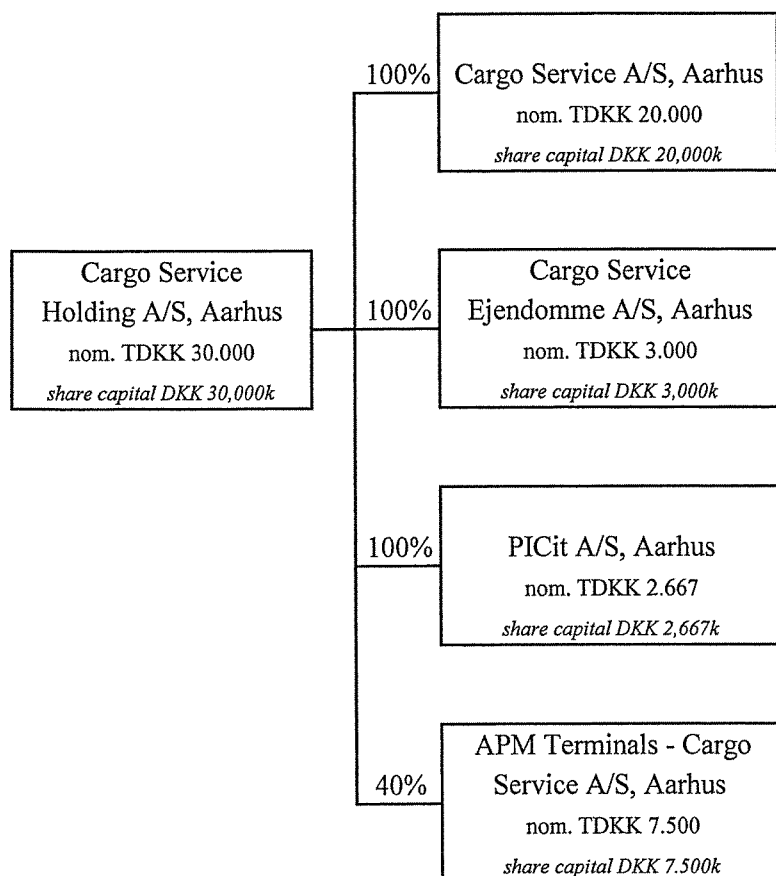 100%
Cargo Service A/S, Aarhus
nom. TDKK 20.000
share capital DKK 20,000k
Cargo Service
Holding A/S, Aarhus
nom. TDKK 30.000
share capital DKK 30,000k
100%
Cargo Service
Ejendomme A/S, Aarhus
nom. TDKK 3.000
share capital DKK 3,000k
100%
PICit A/S, Aarhus
nom. TDKK 2.667
share capital DKK 2,667k
40%
APM Terminals - Cargo
Service A/S, Aarhus
nom. TDKK 7.500
share capital DKK 7.500k